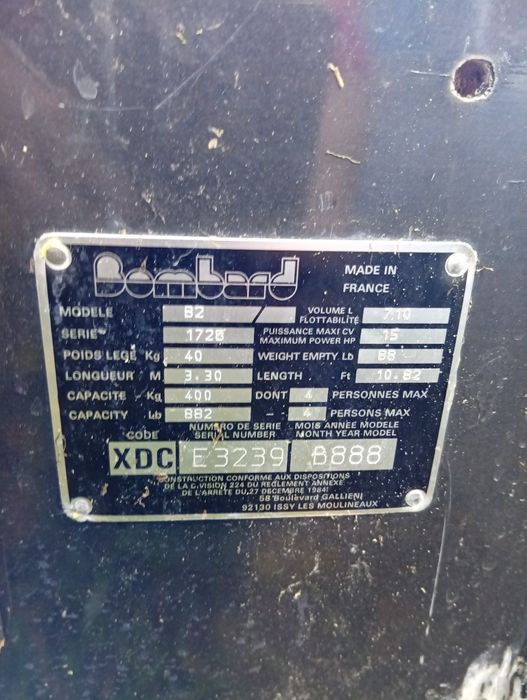 Bombard
MADE IN
FRANCE
MODELE B2 VOLUME L FLOTTABILITÉ 710
SERIE 1728 PUISSANCE MAXI CV MAXIMUM POWER HP 15
POIDS LEGE Kg 40 WEIGHT EMPTY Lb 88
LONGUEUR M 3.30 LENGTH Ft 10.82
CAPACITE Kg 400 DONT 4 PERSONNES MAX
CAPACITY Lb 882 – 4 PERSONS MAX
CODE NUMERO DE SERIE SERIAL NUMBER MOIS ANNEE MODELE MONTH YEAR MODEL
XDC E3239 B888
CONSTRUCTION CONFORME AUX DISPOSITIONS
DE LA DIVISION 224 DU REGLEMENT ANNEXE
DE L'ARRETE DU 27 DECEMBRE 1984
58 Boulevard GALLIENI
92130 ISSY LES MOULINEAUX